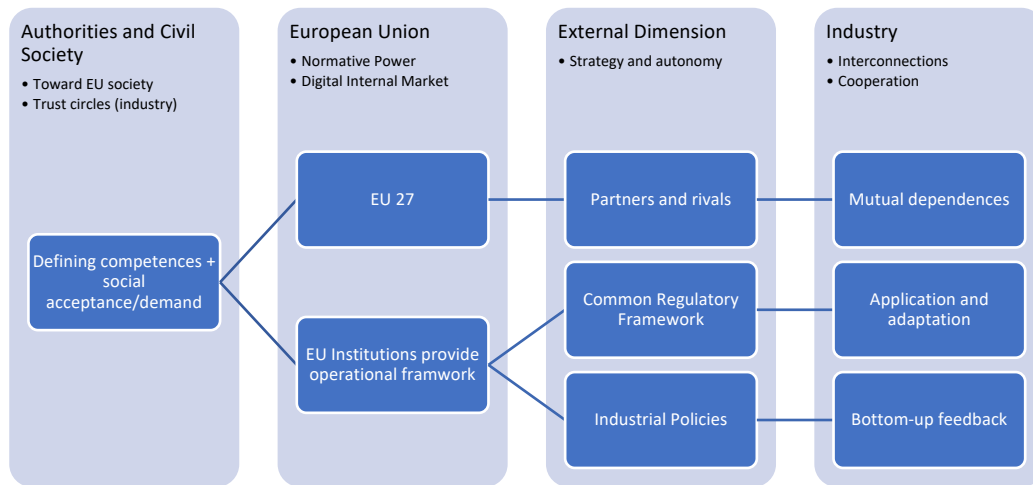 Authorities and Civil
Society
• Toward EU society
• Trust circles (industry)
Defining competences +
social
acceptance/demand
European Union
• Normative Power
• Digital Internal Market
EU 27
EU Institutions provide
operational framwork
External Dimension
• Strategy and autonomy
Partners and rivals
Common Regulatory
Framework
Industrial Policies
Industry
• Interconnections
• Cooperation
Mutual dependences
Application and
adaptation
Bottom-up feedback